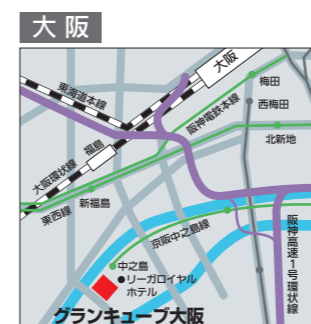 大阪
大阪
東海道本線
梅田
西梅田
阪神電鉄本線
北新地
福島
大阪環状線
新福島
東西線
京阪中之島線
阪神高速1号環状線
中之島
リーガロイヤル
ホテル
グランキューブ大阪